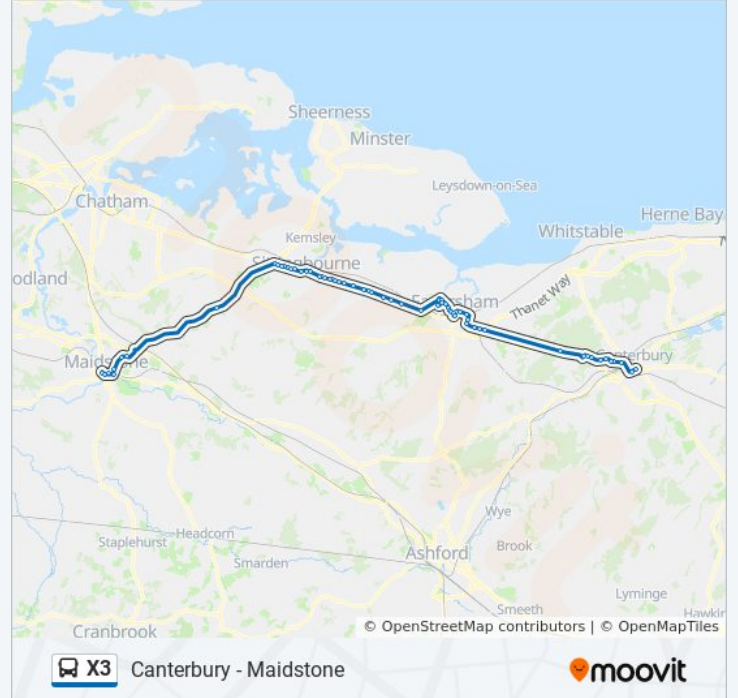 Sheerness
Minster
Leysdown-on-Sea
Chatham
Herne Bay
Whitstable
Kemsley
odland
Thanet Way
Maidstone
Canterbury
Wye
Staplehurst
Headcorn
Brook
Ashford
Smarden
Lyminge
Smeeth
Hawkin
Cranbrook
© OpenStreetMap contributors | © OpenMapTiles
X3 Canterbury - Maidstone
moovit